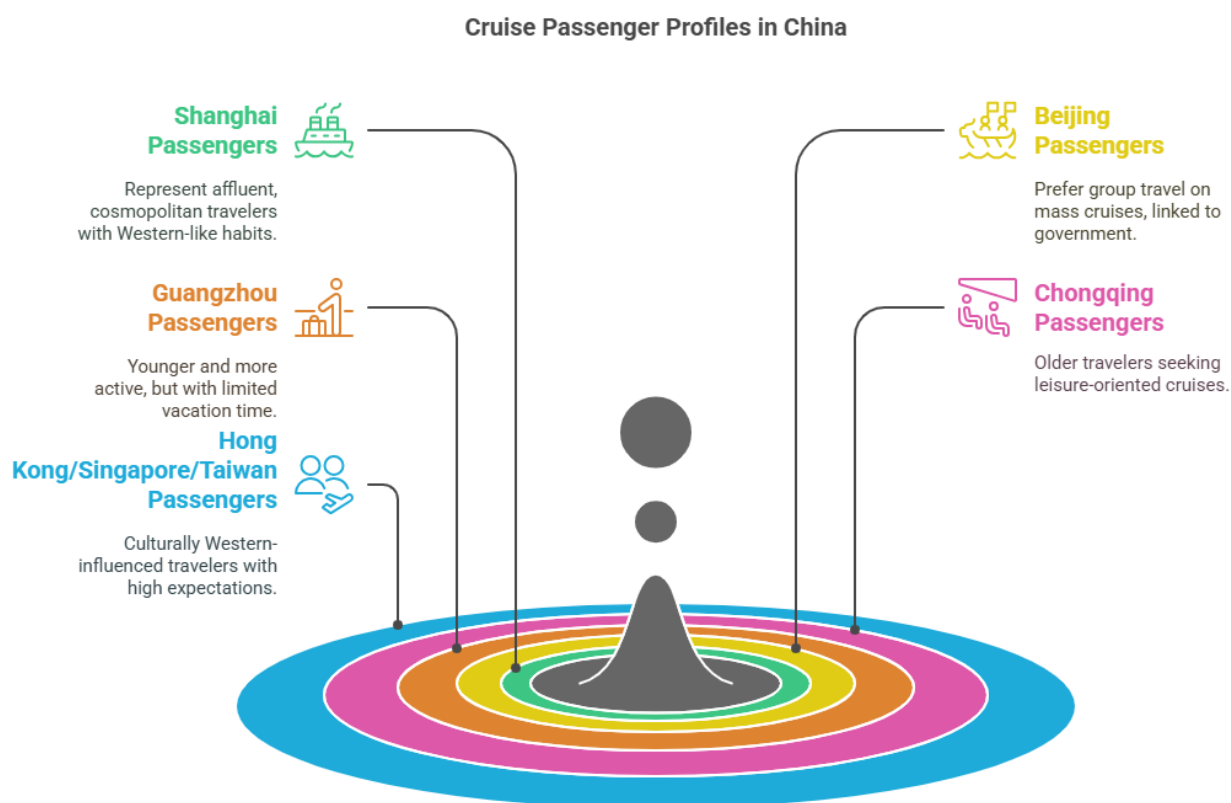 Cruise Passenger Profiles in China
Shanghai
Passengers
Represent affluent,
cosmopolitan travelers
with Western-like habits.
Guangzhou
Passengers
Younger and more
active, but with limited
vacation time.
Hong
Kong/Singapore/Taiwan
Passengers
Culturally Western-
influenced travelers with
high expectations.
Beijing
Passengers
Prefer group travel on
mass cruises, linked to
government.
Chongqing
Passengers
Older travelers seeking
leisure-oriented cruises.